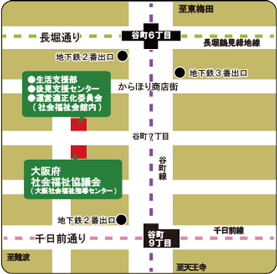 至東梅田
長堀通り
谷町6丁目
長堀鶴見緑地線
地下鉄2番出口
地下鉄3番出口
からほり商店街
●生活支援部
●後見支援センター
●運営適正化委員会
（社会福祉会館内）
谷町7丁目
谷町線
大阪府
社会福祉協議会
（大阪社会福祉指導センター）
地下鉄2番出口
千日前通り
谷町
9丁目
千日前線
至難波
至天王寺